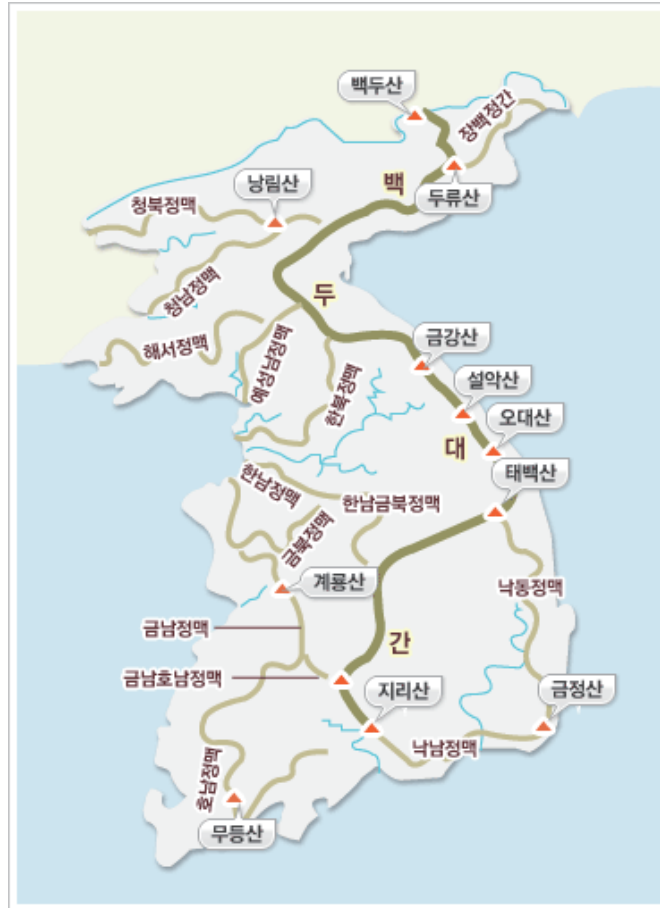 백두산
장백정간
백
두류산
낭림산
청북정맥
청남정맥
두
해서정맥
예성남정맥
한북정맥
금강산
설악산
오대산
대
태백산
한남정맥
한남금북정맥
금북정맥
계룡산
낙동정맥
금남정맥
간
금남호남정맥
지리산
금정산
낙남정맥
호남정맥
무등산